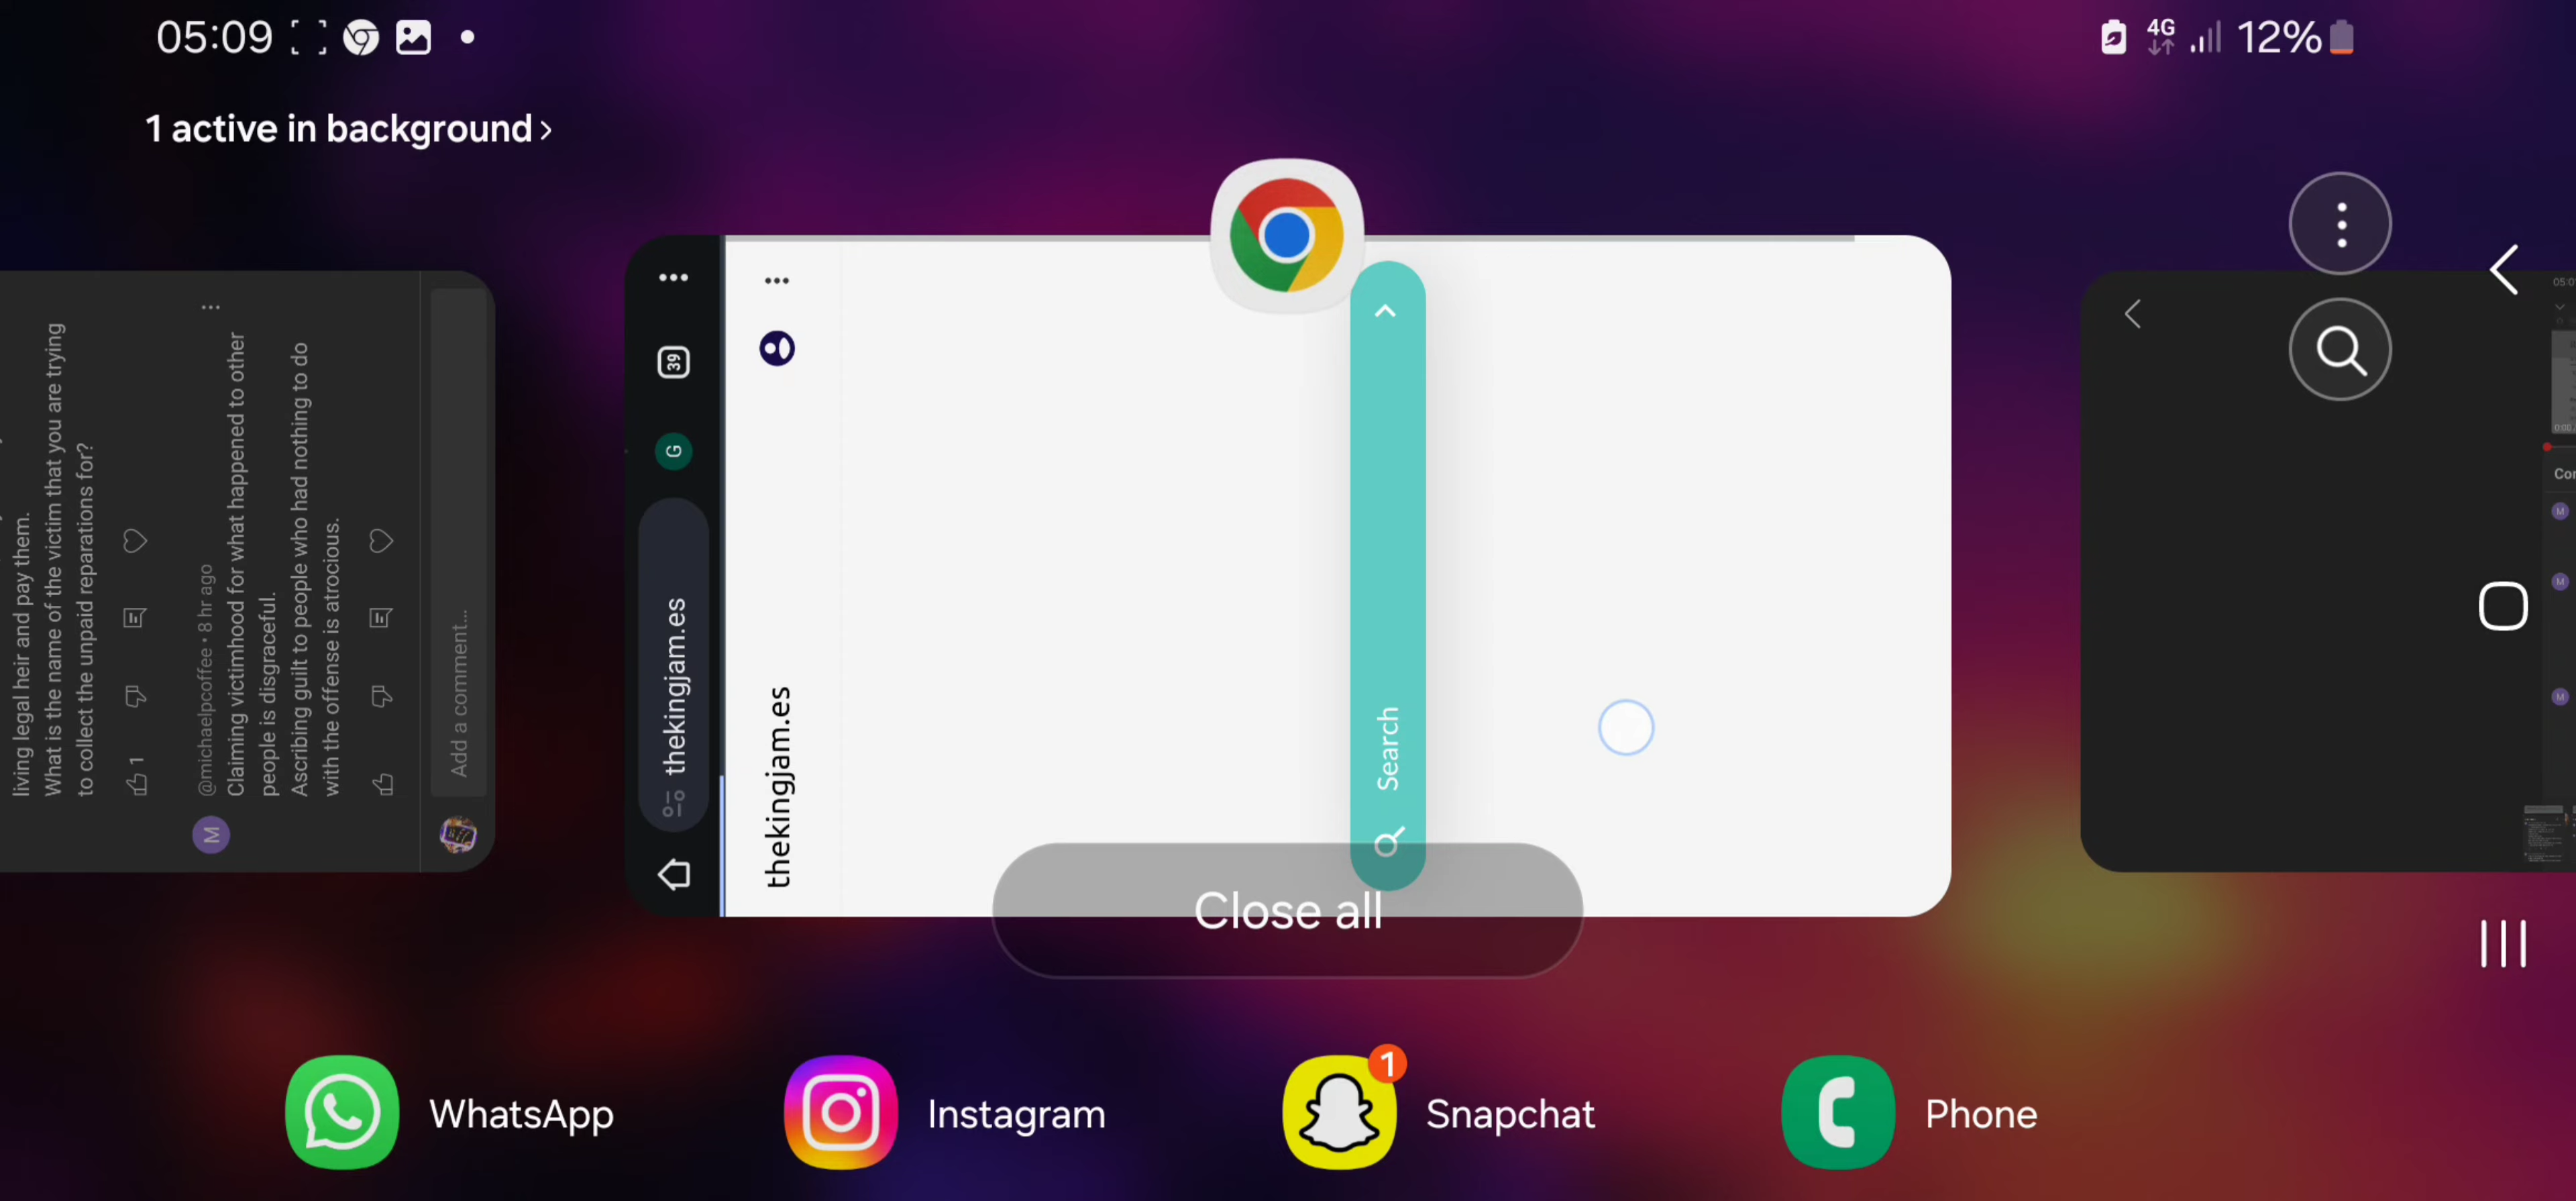 05:09
4G
12%
1 active in background
living legal heir and pay them.
What is the name of the victim that you are trying
to collect the unpaid reparations for?
1
@michaelpcoffee • 8 hr ago
Claiming victimhood for what happened to other
people is disgraceful.
Ascribing guilt to people who had nothing to do
with the offense is atrocious.
M
Add a comment...
39
G
thekingjam.es
thekingjam.es
Search
Close all
0:00
M
M
M
WhatsApp
Instagram
1
Snapchat
Phone